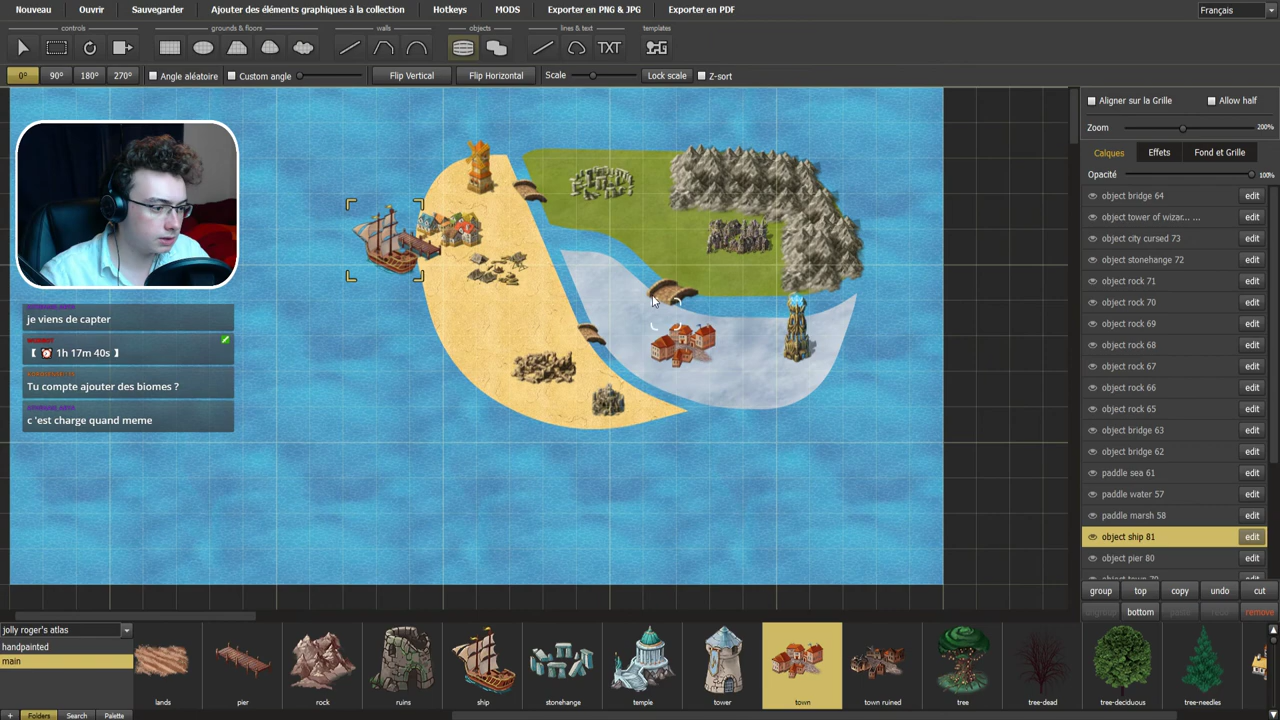 Nouveau Ouvrir Sauvegarder Ajouter des éléments graphiques à la collection Hotkeys MODS Exporter en PNG & JPG Exporter en PDF Français
controls grounds & floors walls objects lines & text templates
TXT
0° 90° 180° 270° Angle aléatoire Custom angle Flip Vertical Flip Horizontal Scale Lock scale Z-sort
Aligner sur la Grille Allow half
Zoom 200%
Calques Effets Fond et Grille
Opacité 100%
object bridge 64 edit
object tower of wizar... ... edit
object city cursed 73 edit
object stonehange 72 edit
object rock 71 edit
object rock 70 edit
object rock 69 edit
object rock 68 edit
object rock 67 edit
object rock 66 edit
object rock 65 edit
object bridge 63 edit
object bridge 62 edit
paddle sea 61 edit
paddle water 57 edit
paddle marsh 58 edit
object ship 81 edit
object pier 80 edit
group top copy undo cut
bottom remove
je viens de capter
【 ⏰ 1h 17m 40s 】
Tu compte ajouter des biomes ?
c 'est charge quand meme
jolly roger's atlas
handpainted
main
lands pier rock ruins ship stonehange temple tower town town ruined tree tree-dead tree-deciduous tree-needles
+ Folders Search Palette